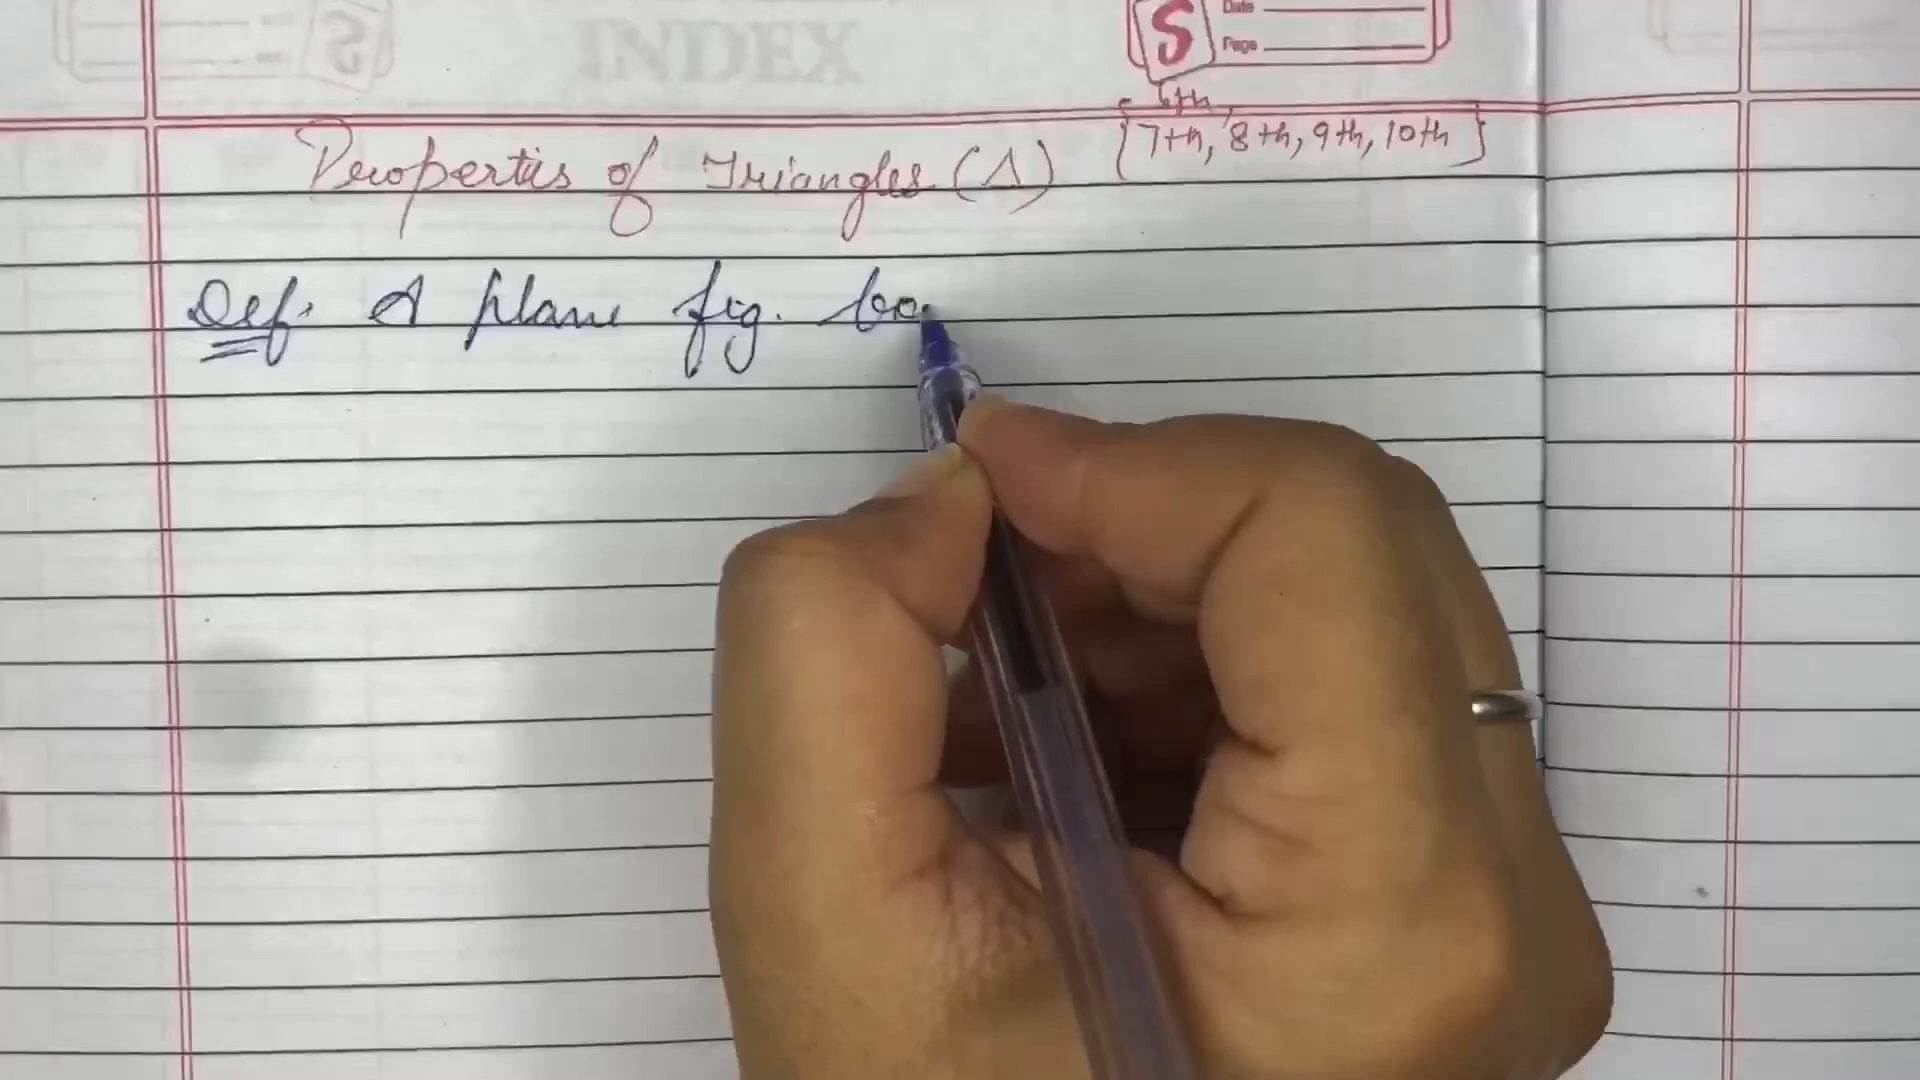 INDEX
S
Date
Page
6th,
Properties of Triangles (Δ) [7th, 8th, 9th, 10th]
Def: A plane fig. bo